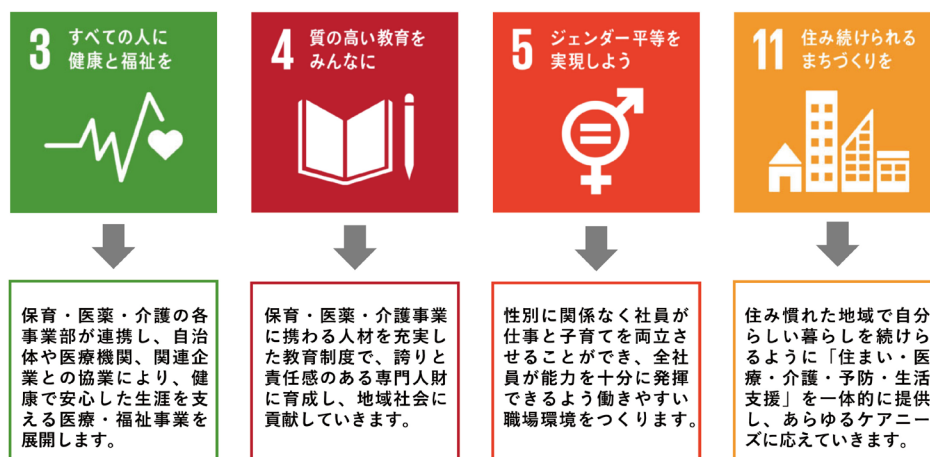 3
すべての人に
健康と福祉を
4
質の高い教育を
みんなに
5
ジェンダー平等を
実現しよう
11
住み続けられる
まちづくりを
保育・医薬・介護の各
事業部が連携し、自治
体や医療機関、関連企
業との協業により、健
康で安心した生涯を支
える医療・福祉事業を
展開します。
保育・医薬・介護事業
に携わる人材を充実し
た教育制度で、誇りと
責任感のある専門人財
に育成し、地域社会に
貢献していきます。
性別に関係なく社員が
仕事と子育てを両立さ
せることができ、全社
員が能力を十分に発揮
できるよう働きやすい
職場環境をつくります。
住み慣れた地域で自分
らしい暮らしを続けら
るように「住まい・医
療・介護・予防・生活
支援」を一体的に提供
し、あらゆるケアニー
ズに応えていきます。